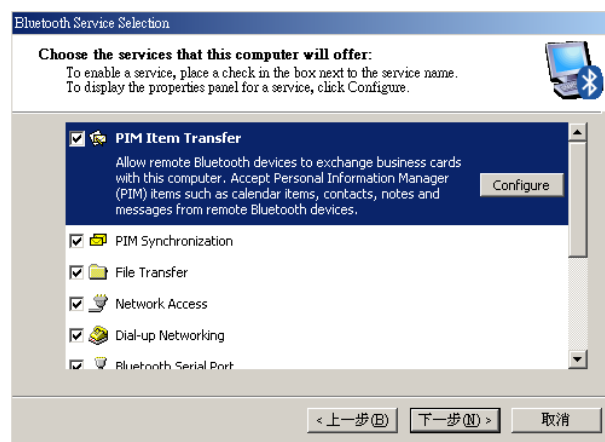 Bluetooth Service Selection
Choose the services that this computer will offer:
To enable a service, place a check in the box next to the service name.
To display the properties panel for a service, click Configure.
PIM Item Transfer
Allow remote Bluetooth devices to exchange business cards
with this computer. Accept Personal Information Manager
(PIM) items such as calendar items, contacts, notes and
messages from remote Bluetooth devices.
Configure
PIM Synchronization
File Transfer
Network Access
Dial-up Networking
Bluetooth Serial Port
<上一步(B) 下一步(N)> 取消